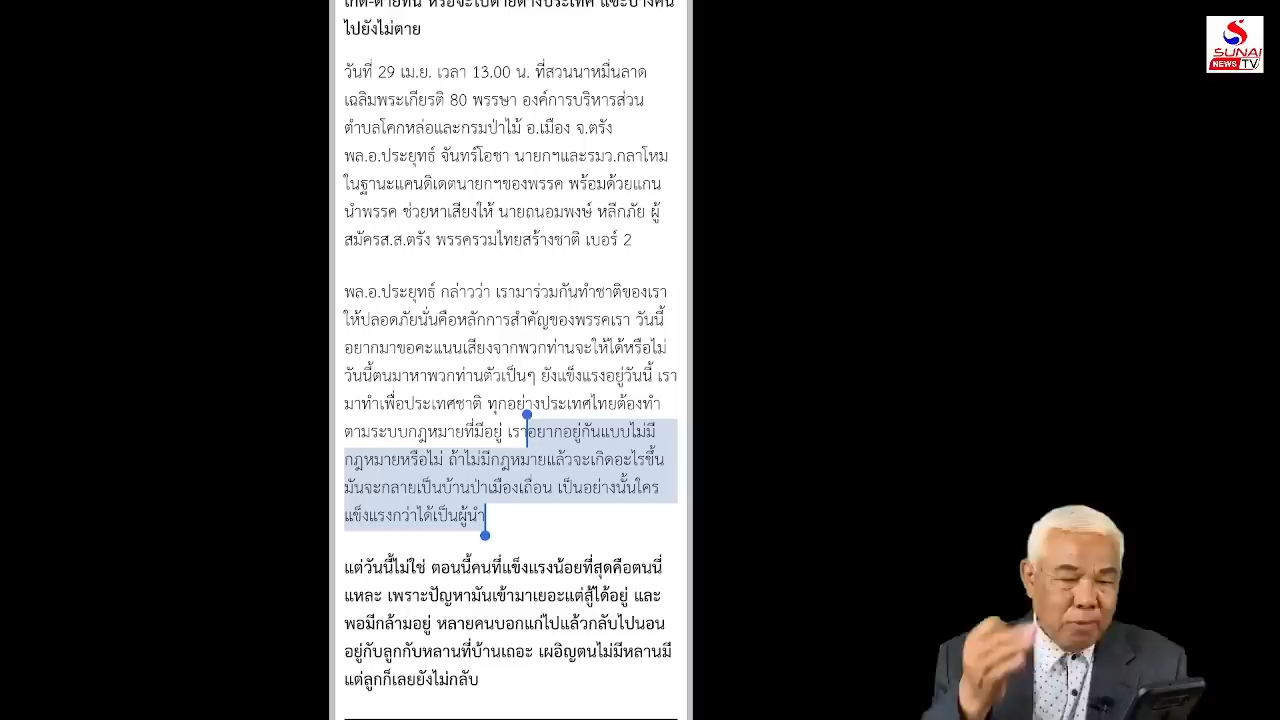 เกิด-ตายที่นี่ หรือจะไปตายต่างประเทศ แซะบางคน
ไปยังไม่ตาย
วันที่ 29 เม.ย. เวลา 13.00 น. ที่สวนนาหมื่นลาด
เฉลิมพระเกียรติ 80 พรรษา องค์การบริหารส่วน
ตำบลโคกหล่อและกรมป่าไม้ อ.เมือง จ.ตรัง
พล.อ.ประยุทธ์ จันทร์โอชา นายกฯและรมว.กลาโหม
ในฐานะแคนดิเดตนายกฯของพรรค พร้อมด้วยแกน
นำพรรค ช่วยหาเสียงให้ นายถนอมพงษ์ หลีกภัย ผู้
สมัครส.ส.ตรัง พรรครวมไทยสร้างชาติ เบอร์ 2
พล.อ.ประยุทธ์ กล่าวว่า เรามาร่วมกันทำชาติของเรา
ให้ปลอดภัยนั่นคือหลักการสำคัญของพรรคเรา วันนี้
อยากมาขอคะแนนเสียงจากพวกท่านจะให้ได้หรือไม่
วันนี้ตนมาหาพวกท่านตัวเป็นๆ ยังแข็งแรงอยู่วันนี้ เรา
มาทำเพื่อประเทศชาติ ทุกอย่างประเทศไทยต้องทำ
ตามระบบกฎหมายที่มีอยู่ เราอยากอยู่กันแบบไม่มี
กฎหมายหรือไม่ ถ้าไม่มีกฎหมายแล้วจะเกิดอะไรขึ้น
มันจะกลายเป็นบ้านป่าเมืองเถื่อน เป็นอย่างนั้นใคร
แข็งแรงกว่าได้เป็นผู้นำ
แต่วันนี้ไม่ใช่ ตอนนี้คนที่แข็งแรงน้อยที่สุดคือตนนี่
แหละ เพราะปัญหามันเข้ามาเยอะแต่สู้ได้อยู่ และ
พอมีกล้ามอยู่ หลายคนบอกแก่ไปแล้วกลับไปนอน
อยู่กับลูกกับหลานที่บ้านเถอะ เผอิญตนไม่มีหลานมี
แต่ลูกก็เลยยังไม่กลับ
SUNAI
NEWS TV